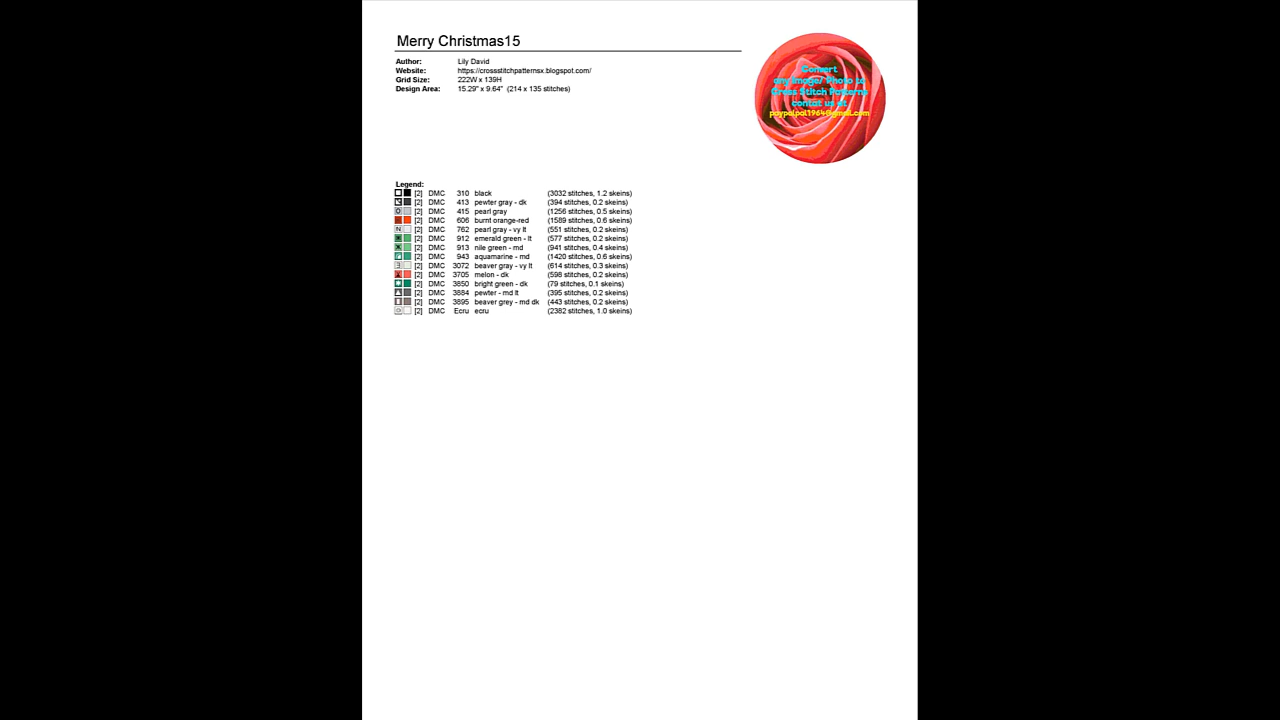 Merry Christmas15
Author: Lily David
Website: https://crossstitchpatternsx.blogspot.com/
Grid Size: 222W x 139H
Design Area: 15.29" x 9.64" (214 x 135 stitches)
Convert
any Image/ Photo to
Cross Stitch Patterns
contat us at
paypalpal1964@gmail.com
Legend:
[2] DMC 310 black (3032 stitches, 1.2 skeins)
[2] DMC 413 pewter gray - dk (394 stitches, 0.2 skeins)
[2] DMC 415 pearl gray (1256 stitches, 0.5 skeins)
[2] DMC 606 burnt orange-red (1589 stitches, 0.6 skeins)
N [2] DMC 762 pearl gray - vy lt (551 stitches, 0.2 skeins)
[2] DMC 912 emerald green - lt (577 stitches, 0.2 skeins)
[2] DMC 913 nile green - md (941 stitches, 0.4 skeins)
[2] DMC 943 aquamarine - md (1420 stitches, 0.6 skeins)
[2] DMC 3072 beaver gray - vy lt (614 stitches, 0.3 skeins)
[2] DMC 3705 melon - dk (598 stitches, 0.2 skeins)
[2] DMC 3850 bright green - dk (79 stitches, 0.1 skeins)
[2] DMC 3884 pewter - md lt (395 stitches, 0.2 skeins)
[2] DMC 3895 beaver grey - md dk (443 stitches, 0.2 skeins)
[2] DMC Ecru ecru (2382 stitches, 1.0 skeins)